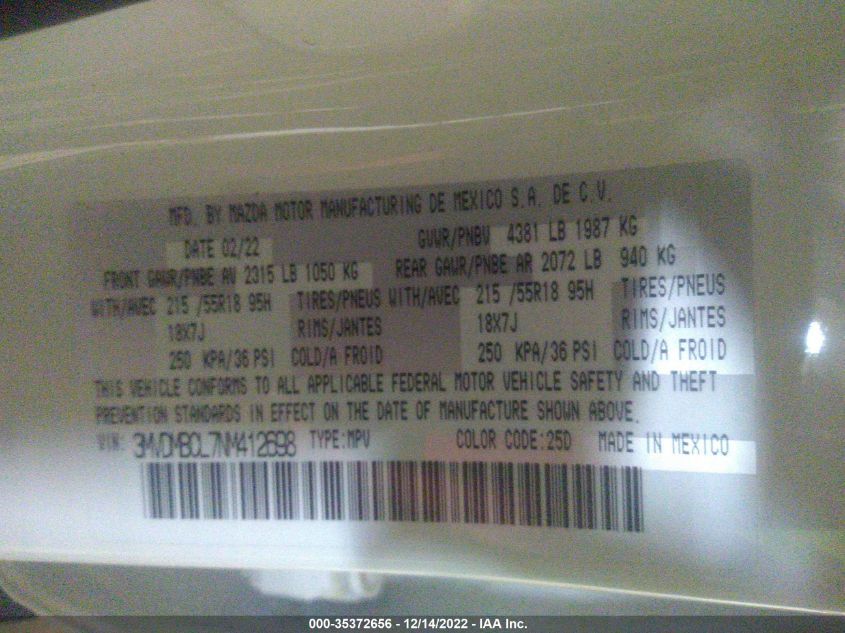 MFD. BY MAZDA MOTOR MANUFACTURING DE MEXICO S.A. DE C.V.
DATE 02/22 GVWR/PNBV 4381 LB 1987 KG
FRONT GAWR/PNBE AV 2315 LB 1050 KG REAR GAWR/PNBE AR 2072 LB 940 KG
WITH/AVEC 215 /55R18 95H TIRES/PNEUS WITH/AVEC 215 /55R18 95H TIRES/PNEUS
18X7J RIMS/JANTES 18X7J RIMS/JANTES
250 KPA/36 PSI COLD/A FROID 250 KPA/36 PSI COLD/A FROID
THIS VEHICLE CONFORMS TO ALL APPLICABLE FEDERAL MOTOR VEHICLE SAFETY AND THEFT
PREVENTION STANDARDS IN EFFECT ON THE DATE OF MANUFACTURE SHOWN ABOVE.
VIN: 3MVDMBCL7NM412698 TYPE:MPV COLOR CODE:25D MADE IN MEXICO
000-35372656 - 12/14/2022 - IAA Inc.